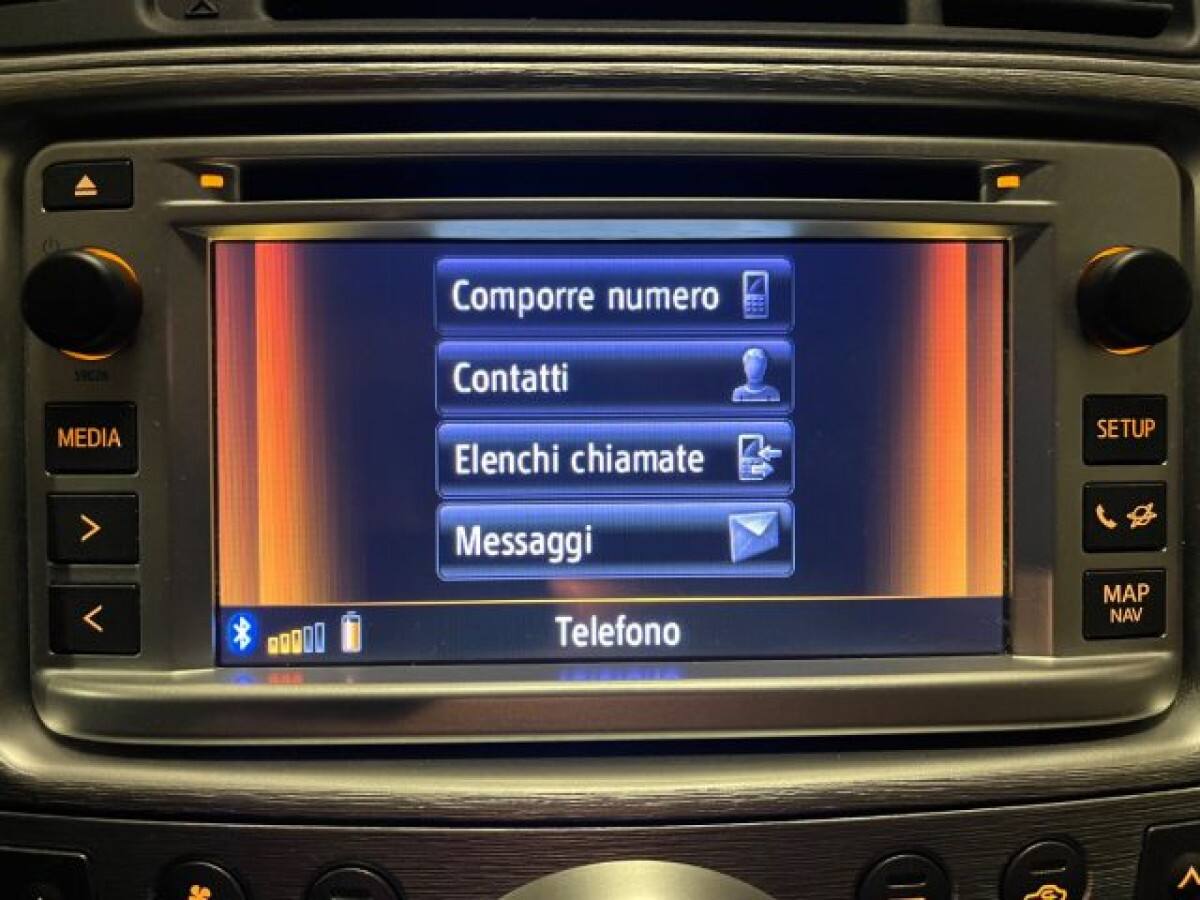 Comporre numero
Contatti
Elenchi chiamate
Messaggi
Telefono
MEDIA
>
<
SETUP
MAP
NAV